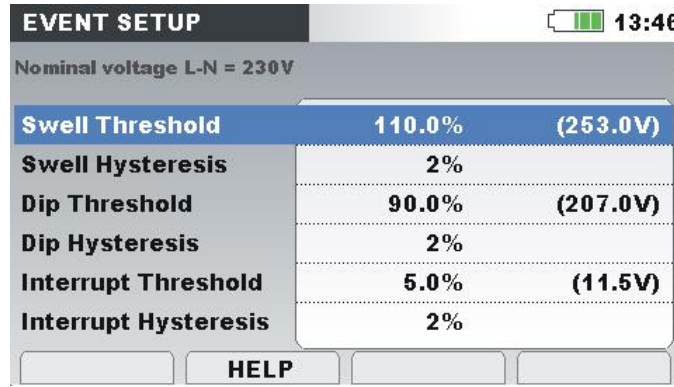 EVENT SETUP 13:46
Nominal voltage L-N = 230V
Swell Threshold 110.0% (253.0V)
Swell Hysteresis 2%
Dip Threshold 90.0% (207.0V)
Dip Hysteresis 2%
Interrupt Threshold 5.0% (11.5V)
Interrupt Hysteresis 2%
HELP